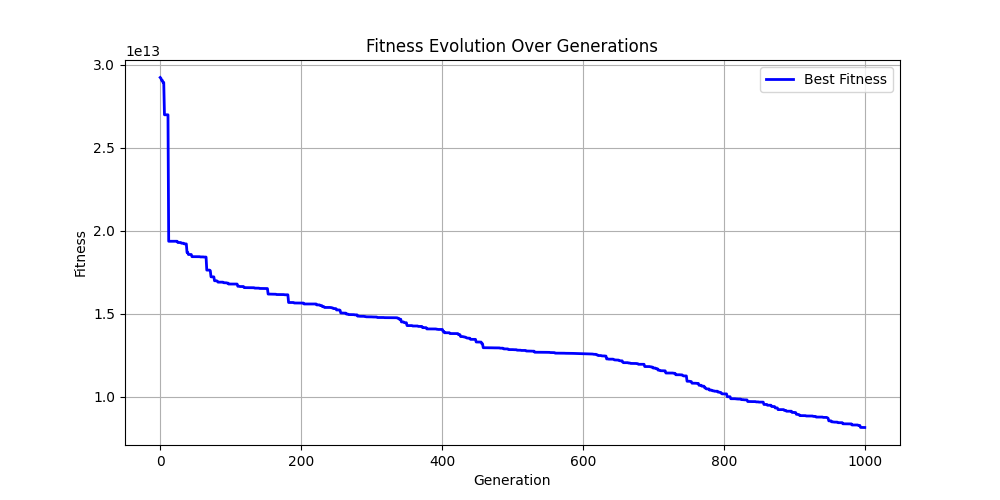 Fitness Evolution Over Generations
1e13
3.0
2.5
2.0
1.5
1.0
Fitness
Best Fitness
0 200 400 600 800 1000
Generation